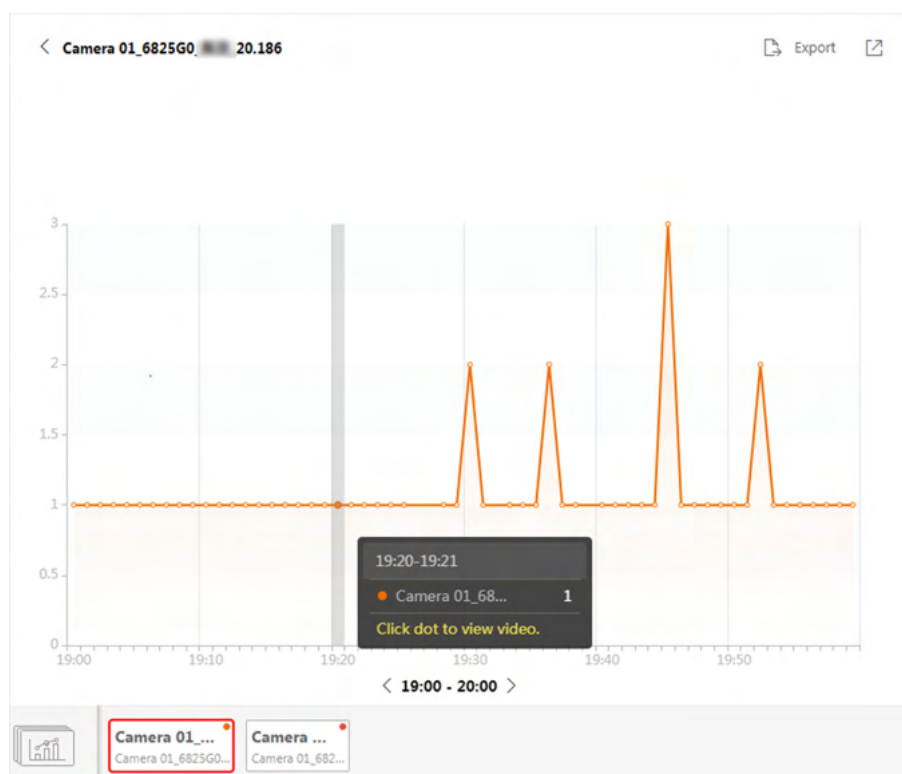 Camera 01_6825G0_ _20.186
Export
3
2.5
2
1.5
1
0.5
0
19:00 19:10 19:20 19:30 19:40 19:50
19:20-19:21
Camera 01_68... 1
Click dot to view video.
19:00 - 20:00
Camera 01_... Camera ...
Camera 01_6825G0... Camera 01_682...